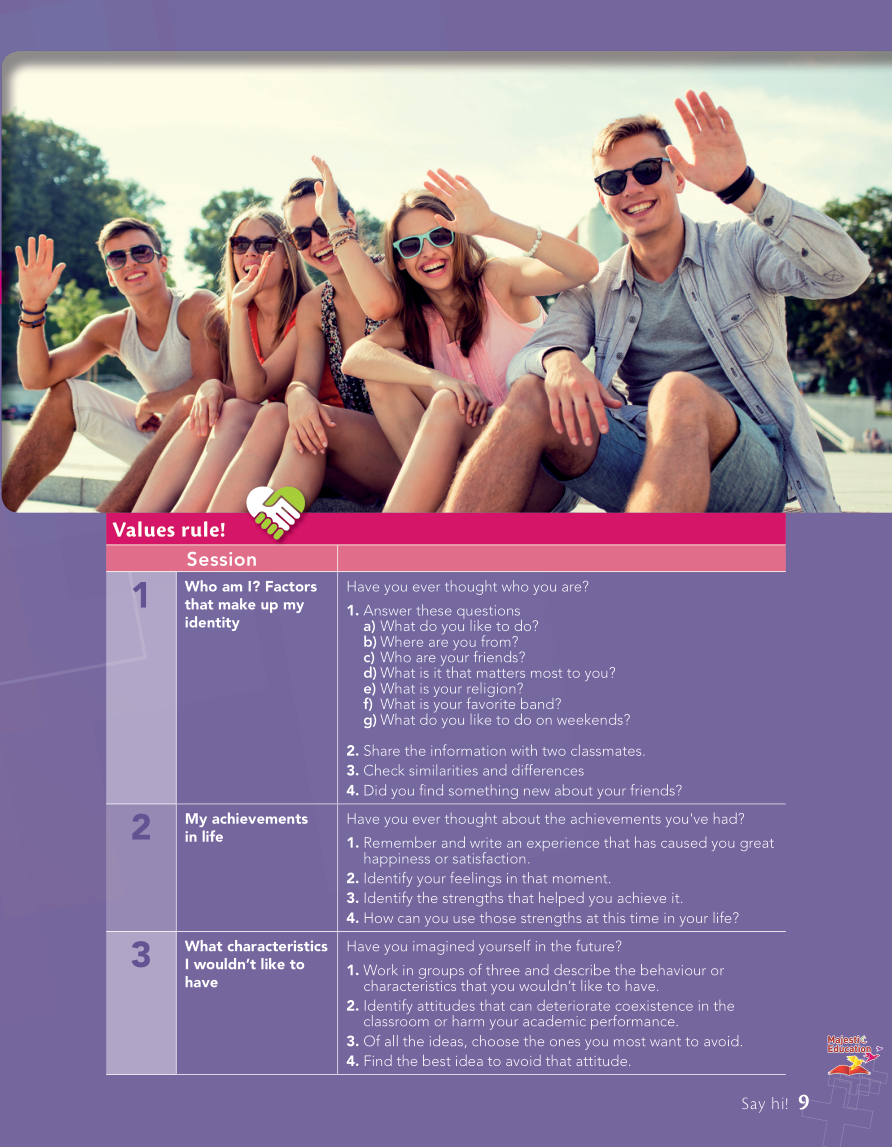 Values rule!
Session
1
Who am I? Factors
that make up my
identity
Have you ever thought who you are?
1. Answer these questions
a) What do you like to do?
b) Where are you from?
c) Who are your friends?
d) What is it that matters most to you?
e) What is your religion?
f) What is your favorite band?
g) What do you like to do on weekends?
2. Share the information with two classmates.
3. Check similarities and differences
4. Did you find something new about your friends?
2
My achievements
in life
Have you ever thought about the achievements you've had?
1. Remember and write an experience that has caused you great
happiness or satisfaction.
2. Identify your feelings in that moment.
3. Identify the strengths that helped you achieve it.
4. How can you use those strengths at this time in your life?
3
What characteristics
I wouldn't like to
have
Have you imagined yourself in the future?
1. Work in groups of three and describe the behaviour or
characteristics that you wouldn't like to have.
2. Identify attitudes that can deteriorate coexistence in the
classroom or harm your academic performance.
3. Of all the ideas, choose the ones you most want to avoid.
4. Find the best idea to avoid that attitude.
Majestic
Education
Say hi! 9